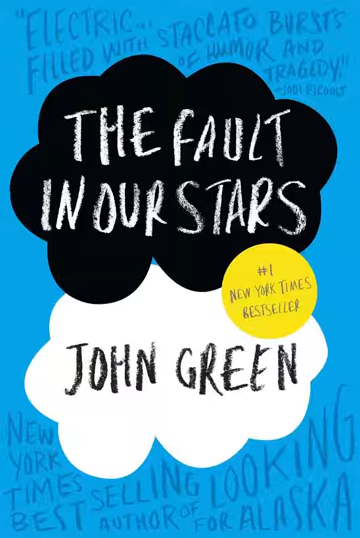 "ELECTRIC...
FILLED WITH STACCATO BURSTS
OF HUMOR AND
TRAGEDY."
—JODI PICOULT
THE FAULT
IN OUR STARS
#1
NEW YORK TIMES
BESTSELLER
JOHN GREEN
NEW
YORK
TIMES
BEST SELLING
AUTHOR OF
LOOKING
FOR ALASKA